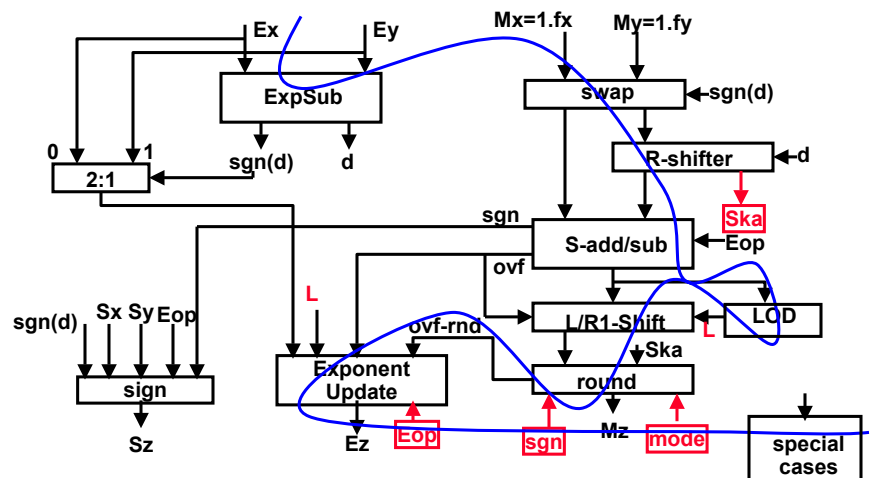 Ex
Ey
Mx=1.fx
My=1.fy
ExpSub
swap
sgn(d)
0
1
sgn(d)
d
R-shifter
d
2:1
Ska
sgn
S-add/sub
Eop
ovf
L
sgn(d)
Sx
Sy
Eop
ovf-rnd
L/R1-Shift
L
LOD
Ska
Exponent
Update
round
sign
Sz
Ez
Eop
sgn
Mz
mode
special
cases